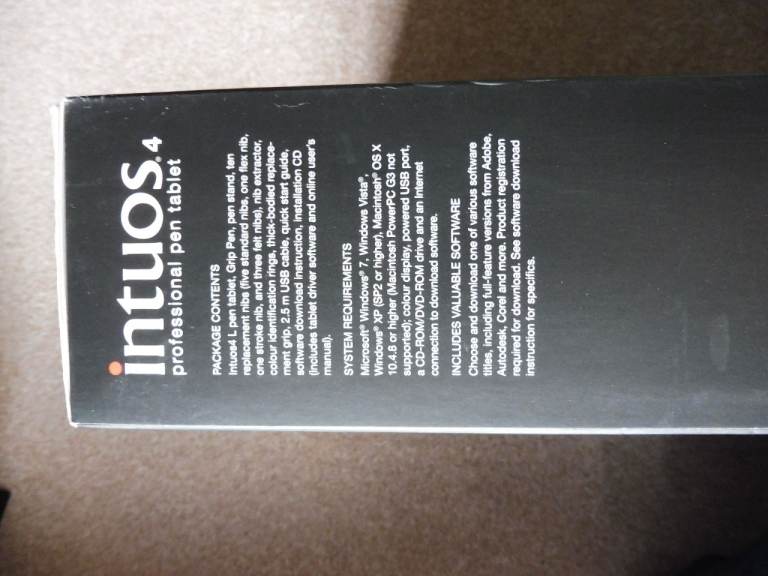 intuos®4
professional pen tablet
PACKAGE CONTENTS
Intuos4 L pen tablet, Grip Pen, pen stand, ten
replacement nibs (five standard nibs, one flex nib,
one stroke nib, and three felt nibs), nib extractor,
colour identification rings, thick-bodied replace-
ment grip, 2.5 m USB cable, quick start guide,
software download instruction, installation CD
(includes tablet driver software and online user's
manual).
SYSTEM REQUIREMENTS
Microsoft® Windows® 7, Windows Vista®,
Windows® XP (SP2 or higher), Macintosh® OS X
10.4.8 or higher (Macintosh PowerPC G3 not
supported); colour display, powered USB port,
a CD-ROM/DVD-ROM drive and an Internet
connection to download software.
INCLUDES VALUABLE SOFTWARE
Choose and download one of various software
titles, including full-feature versions from Adobe,
Autodesk, Corel and more. Product registration
required for download. See software download
instruction for specifics.